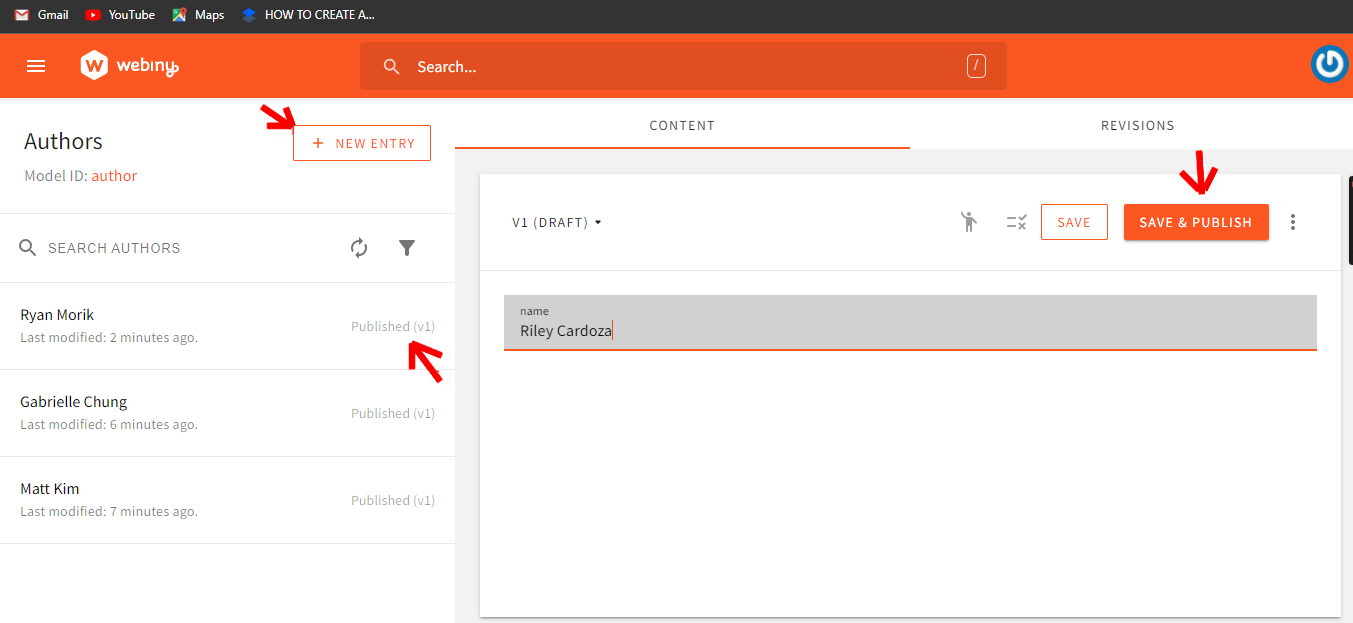 Gmail YouTube Maps HOW TO CREATE A...
W webiny Search... /
Authors
+ NEW ENTRY
Model ID: author
SEARCH AUTHORS
Ryan Morik
Last modified: 2 minutes ago.
Published (v1)
Gabrielle Chung
Last modified: 6 minutes ago.
Published (v1)
Matt Kim
Last modified: 7 minutes ago.
Published (v1)
CONTENT REVISIONS
V1 (DRAFT) SAVE SAVE & PUBLISH
name
Riley Cardoza